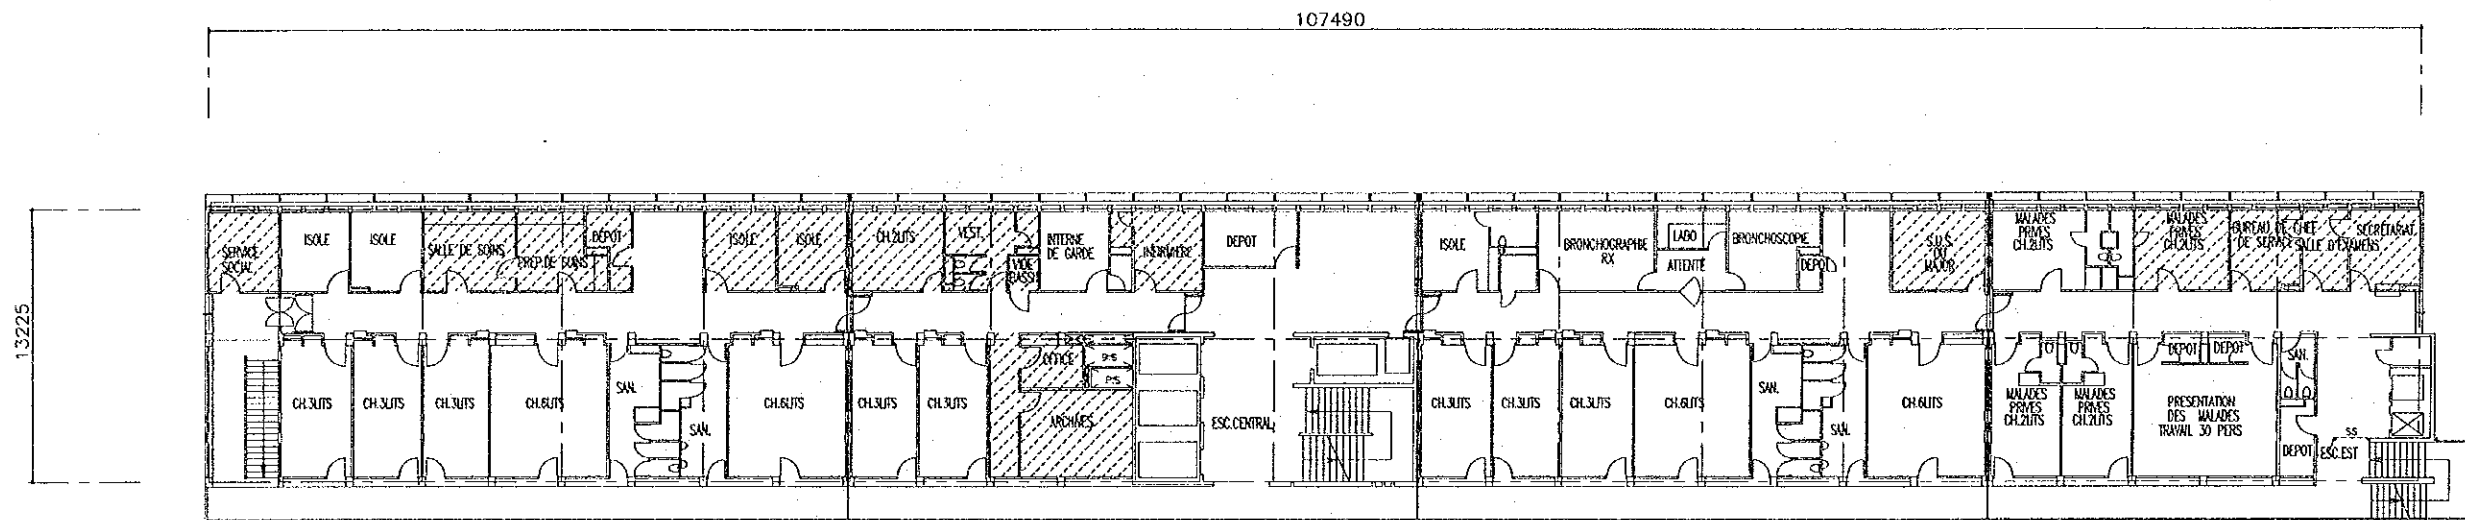 107490
13225
SERVICE
SOCIAL
ISOLE
ISOLE
SALLE DE SOINS
PREP.DE SOINS
DEPOT
ISOLE
ISOLE
CH.2LITS
VEST.
VIDE
BASSI
INTERNE
DE GARDE
INFIRMIERE
DEPOT
ISOLE
BRONCHOGRAPHIE
RX
LABO
ATTENTE
BRONCHOSCOPIE
DEPOT
S.U.S.
DU
MAJOR
MALADES
PRIVES
CH.2LITS
MALADES
PRIVES
CH.2LITS
BUREAU DE CHEF
DE SERVICE
SALLE D'EXAMENS
SECRETARIAT.
CH.3LITS
CH.3LITS
CH.3LITS
CH.6LITS
SAN.
SAN.
CH.6LITS
CH.3LITS
CH.3LITS
OFFICE
P.S
P.S
ARCHIVES
ESC.CENTRAL
CH.3LITS
CH.3LITS
CH.3LITS
CH.6LITS
SAN.
SAN.
CH.6LITS
MALADES
PRIVES
CH.2LITS
MALADES
PRIVES
CH.2LITS
DEPOT
DEPOT
PRESENTATION
DES MALADES
TRAVAIL 30 PERS
SAN.
DEPOT
SS
ESC.EST